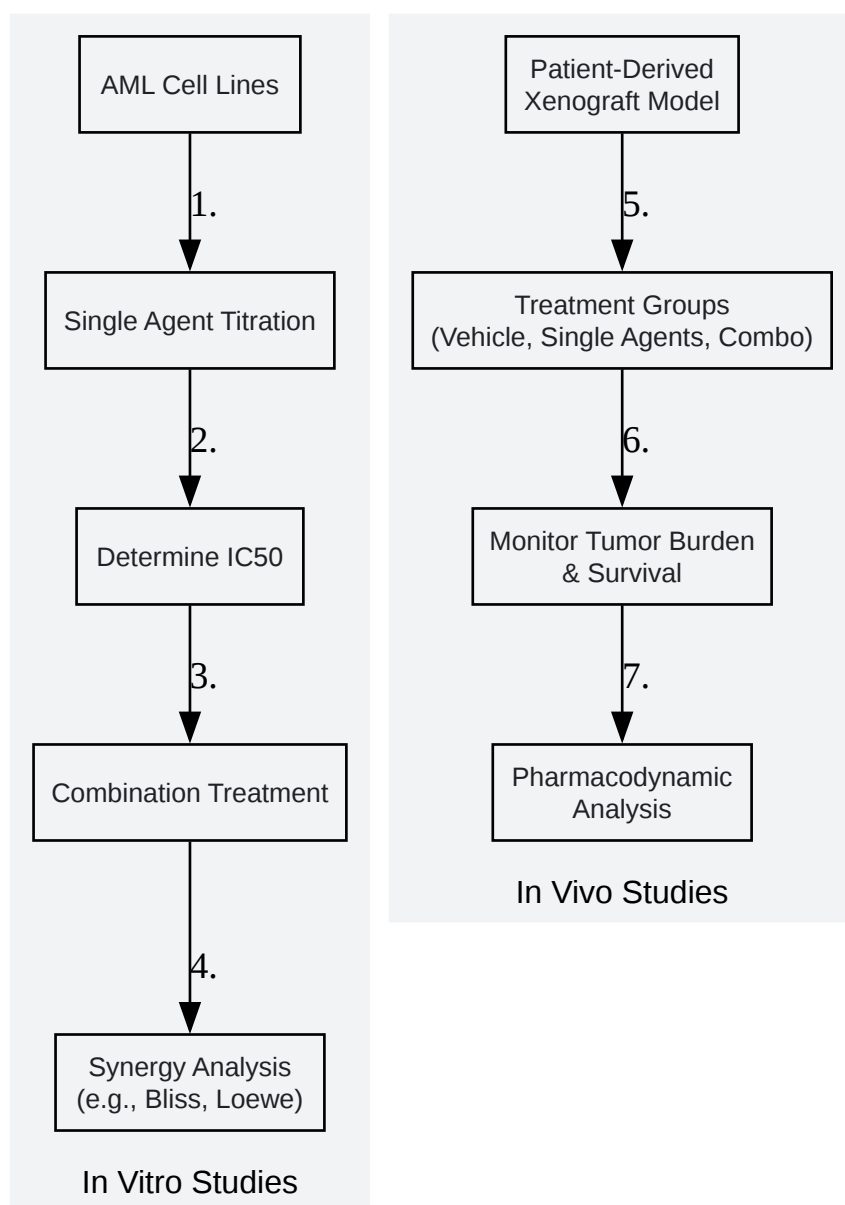 AML Cell Lines
1.
Single Agent Titration
2.
Determine IC50
3.
Combination Treatment
4.
Synergy Analysis
(e.g., Bliss, Loewe)
In Vitro Studies
Patient-Derived
Xenograft Model
5.
Treatment Groups
(Vehicle, Single Agents, Combo)
6.
Monitor Tumor Burden
& Survival
7.
Pharmacodynamic
Analysis
In Vivo Studies